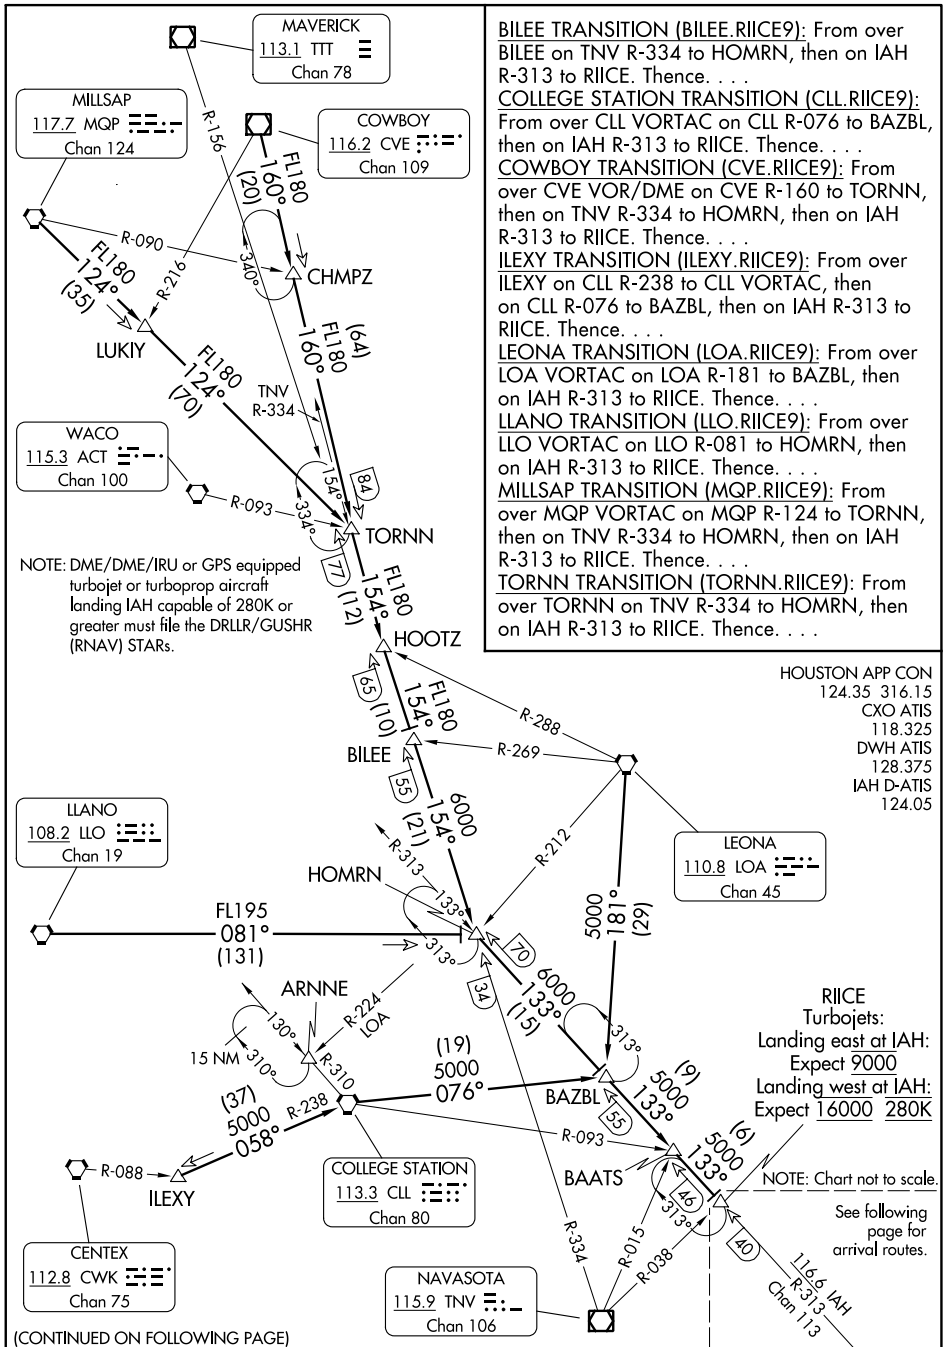 MAVERICK
113.1 TTT
Chan 78
MILLSAP
117.7 MQP
Chan 124
COWBOY
116.2 CVE
Chan 109
BILEE TRANSITION (BILEE.RIICE9): From over
BILEE on TNV R-334 to HOMRN, then on IAH
R-313 to RIICE. Thence. . . .
COLLEGE STATION TRANSITION (CLL.RIICE9):
From over CLL VORTAC on CLL R-076 to BAZBL,
then on IAH R-313 to RIICE. Thence. . . .
COWBOY TRANSITION (CVE.RIICE9): From
over CVE VOR/DME on CVE R-160 to TORNN,
then on TNV R-334 to HOMRN, then on IAH
R-313 to RIICE. Thence. . . .
ILEXY TRANSITION (ILEXY.RIICE9): From over
ILEXY on CLL R-238 to CLL VORTAC, then
on CLL R-076 to BAZBL, then on IAH R-313 to
RIICE. Thence. . . .
LEONA TRANSITION (LOA.RIICE9): From over
LOA VORTAC on LOA R-181 to BAZBL, then
on IAH R-313 to RIICE. Thence. . . .
LLANO TRANSITION (LLO.RIICE9): From over
LLO VORTAC on LLO R-081 to HOMRN, then
on IAH R-313 to RIICE. Thence. . . .
MILLSAP TRANSITION (MQP.RIICE9): From
over MQP VORTAC on MQP R-124 to TORNN,
then on TNV R-334 to HOMRN, then on IAH
R-313 to RIICE. Thence. . . .
TORNN TRANSITION (TORNN.RIICE9): From
over TORNN on TNV R-334 to HOMRN, then
on IAH R-313 to RIICE. Thence. . . .
R-156
FL180
160°
(20)
R-090
R-216
340°
CHMPZ
FL180
124°
(35)
LUKIY
(64)
FL180
160°
FL180
124°
(70)
TNV
R-334
WACO
115.3 ACT
Chan 100
R-093
154°
334°
84
TORNN
77
NOTE: DME/DME/IRU or GPS equipped
turbojet or turboprop aircraft
landing IAH capable of 280K or
greater must file the DRLLR/GUSHR
(RNAV) STARs.
FL180
154°
(12)
HOOTZ
65
FL180
154°
(10)
R-288
R-269
BILEE
55
6000
154°
(21)
HOUSTON APP CON
124.35 316.15
CXO ATIS
118.325
DWH ATIS
128.375
IAH D-ATIS
124.05
LLANO
108.2 LLO
Chan 19
LEONA
110.8 LOA
Chan 45
R-212
5000
181°
(29)
R-313
HOMRN
133°
313°
FL195
081°
(131)
70
34
6000
133°
(15)
ARNNE
R-224
LOA
130°
310°
15 NM
R-310
313°
RIICE
Turbojets:
Landing east at IAH:
Expect 9000
Landing west at IAH:
Expect 16000 280K
(19)
5000
076°
BAZBL
55
(9)
5000
133°
(37)
5000
058°
R-238
R-093
R-088
ILEXY
COLLEGE STATION
113.3 CLL
Chan 80
BAATS
(6)
5000
133°
46
313°
NOTE: Chart not to scale.
See following
page for
arrival routes.
40
R-334
R-015
R-038
CENTEX
112.8 CWK
Chan 75
NAVASOTA
115.9 TNV
Chan 106
116.6 IAH
R-313
Chan 113
(CONTINUED ON FOLLOWING PAGE)